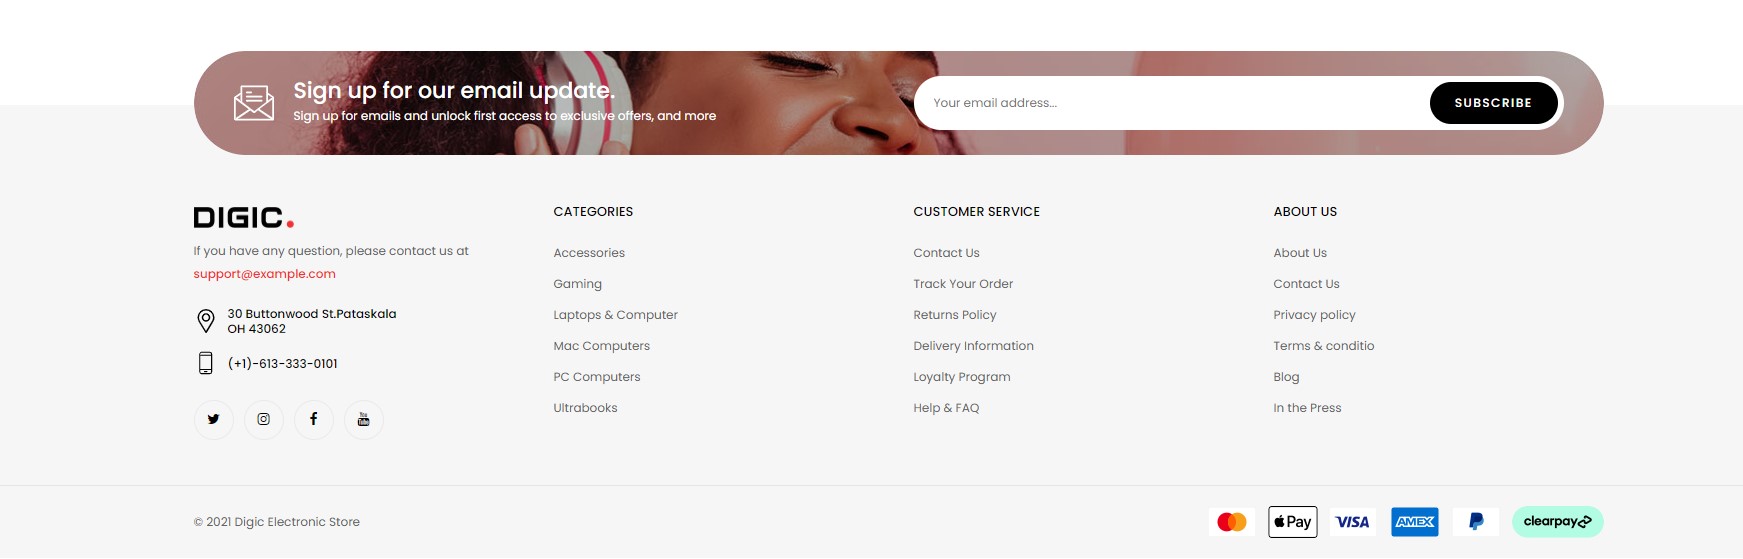 Sign up for our email update.
Sign up for emails and unlock first access to exclusive offers, and more
Your email address...
SUBSCRIBE
DIGIC.
If you have any question, please contact us at
support@example.com
30 Buttonwood St.Pataskala
OH 43062
(+1)-613-333-0101
You
Tube
CATEGORIES
Accessories
Gaming
Laptops & Computer
Mac Computers
PC Computers
Ultrabooks
CUSTOMER SERVICE
Contact Us
Track Your Order
Returns Policy
Delivery Information
Loyalty Program
Help & FAQ
ABOUT US
About Us
Contact Us
Privacy policy
Terms & conditio
Blog
In the Press
© 2021 Digic Electronic Store
Pay
VISA
AMEX
clearpay